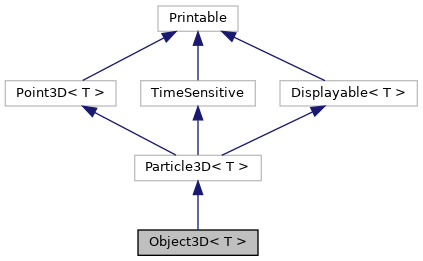 Printable
Point3D< T >
TimeSensitive
Displayable< T >
Particle3D< T >
Object3D< T >